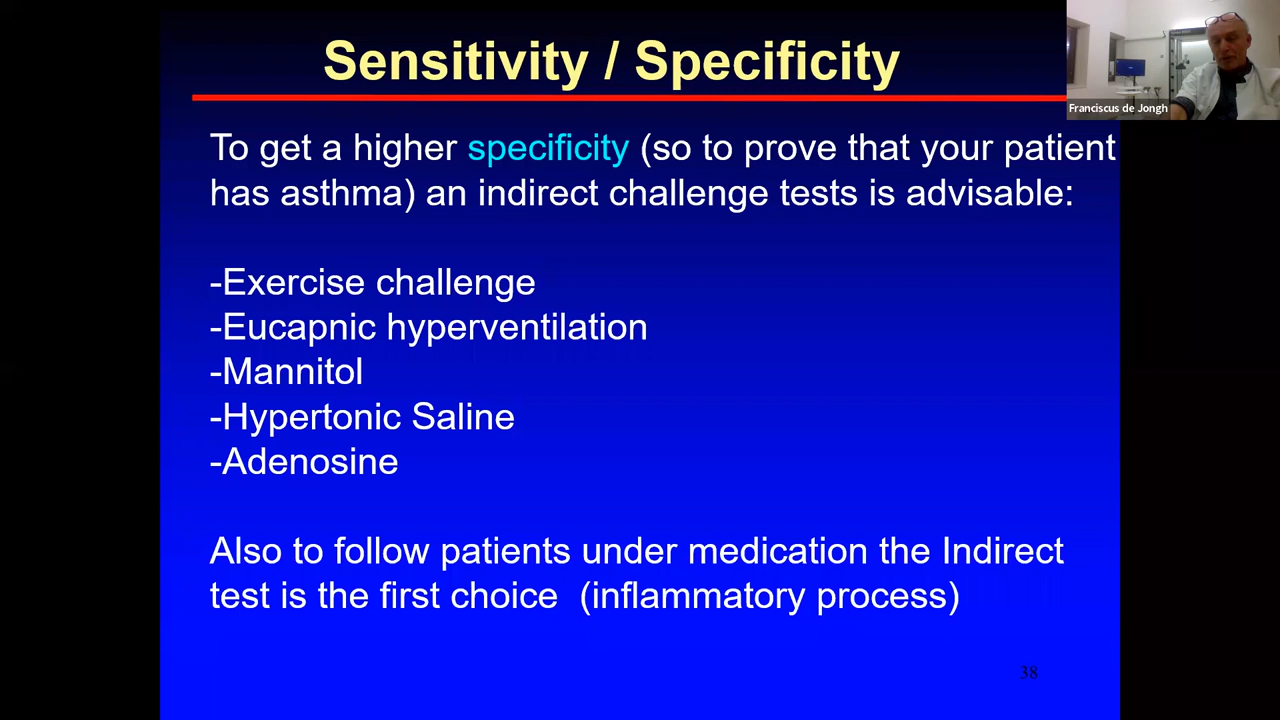 Sensitivity / Specificity
Franciscus de Jongh
To get a higher specificity (so to prove that your patient
has asthma) an indirect challenge tests is advisable:
-Exercise challenge
-Eucapnic hyperventilation
-Mannitol
-Hypertonic Saline
-Adenosine
Also to follow patients under medication the Indirect
test is the first choice (inflammatory process)
38